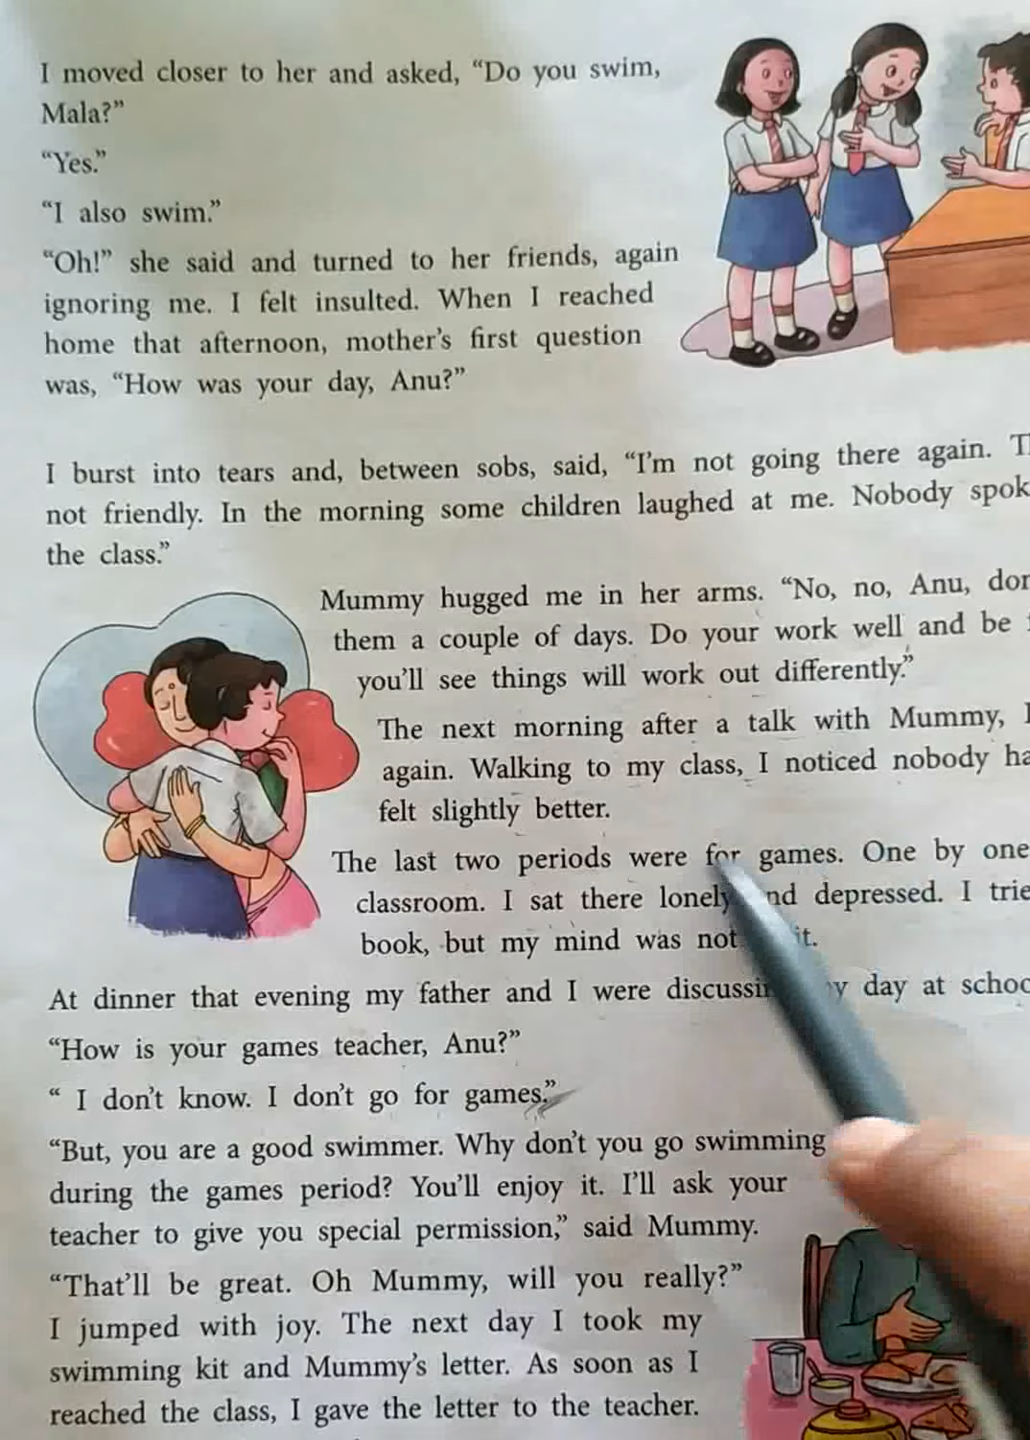 I moved closer to her and asked, “Do you swim,
Mala?”
“Yes.”
“I also swim.”
“Oh!” she said and turned to her friends, again
ignoring me. I felt insulted. When I reached
home that afternoon, mother’s first question
was, “How was your day, Anu?”
I burst into tears and, between sobs, said, “I’m not going there again.
not friendly. In the morning some children laughed at me. Nobody
the class.”
Mummy hugged me in her arms. “No, no, Anu,
them a couple of days. Do your work well and be
you’ll see things will work out differently.”
The next morning after a talk with Mummy, I
again. Walking to my class, I noticed nobody
felt slightly better.
The last two periods were for games. One by one
classroom. I sat there lonely and depressed. I
book, but my mind was not it.
At dinner that evening my father and I were day at
“How is your games teacher, Anu?”
“ I don’t know. I don’t go for games.”
“But, you are a good swimmer. Why don’t you go swimming
during the games period? You’ll enjoy it. I’ll ask your
teacher to give you special permission,” said Mummy.
“That’ll be great. Oh Mummy, will you really?”
I jumped with joy. The next day I took my
swimming kit and Mummy’s letter. As soon as I
reached the class, I gave the letter to the teacher.